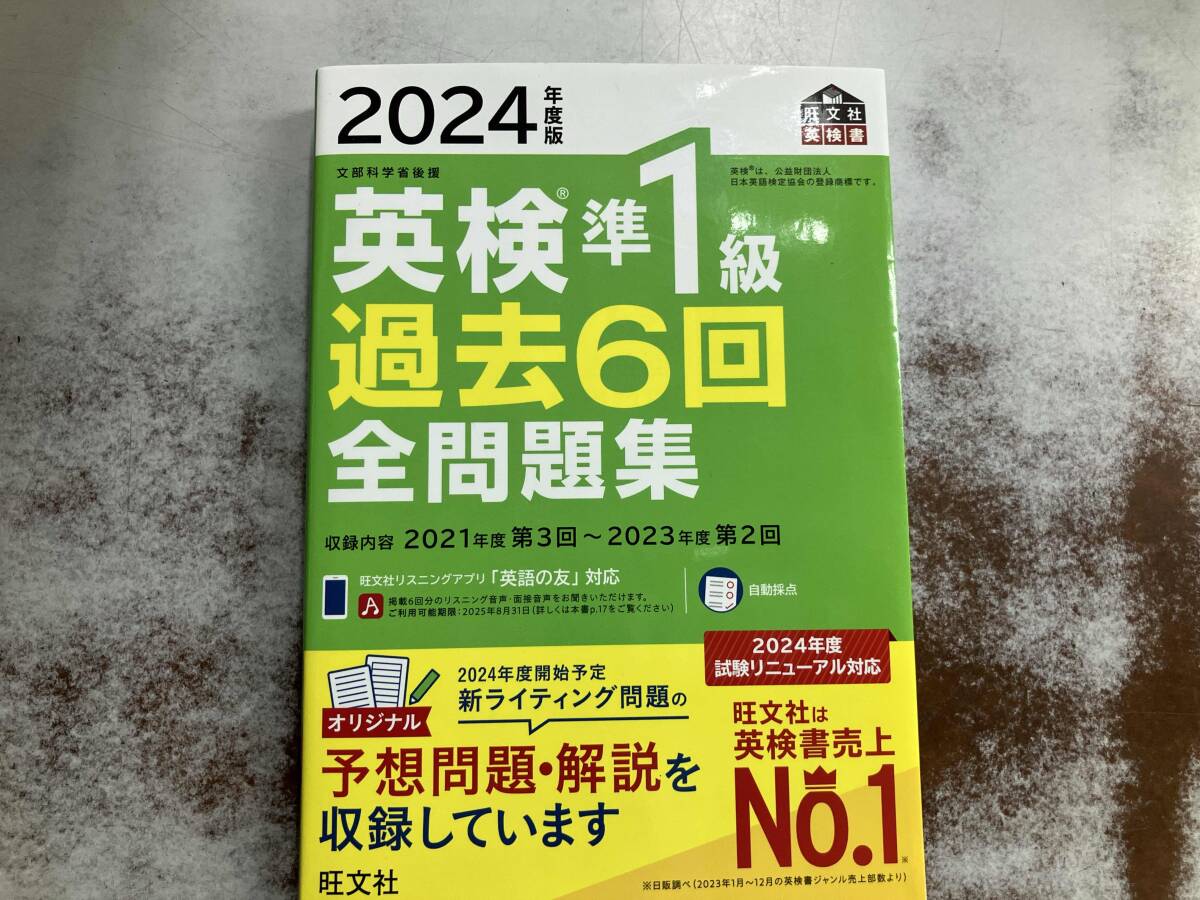 2024年度版
旺文社
英検書
文部科学省後援
英検®は、公益財団法人
日本英語検定協会の登録商標です。
英検®準1級
過去6回
全問題集
収録内容 2021年度 第3回～2023年度 第2回
旺文社リスニングアプリ「英語の友」対応
掲載6回分のリスニング音声・面接音声をお聞きいただけます。
ご利用可能期限：2025年8月31日（詳しくは本書p.17をご覧ください）
自動採点
2024年度
試験リニューアル対応
2024年度開始予定
新ライティング問題の
オリジナル
予想問題・解説を
収録しています
旺文社は
英検書売上
No.1※
旺文社
※日販調べ（2023年1月～12月の英検書ジャンル売上部数より）